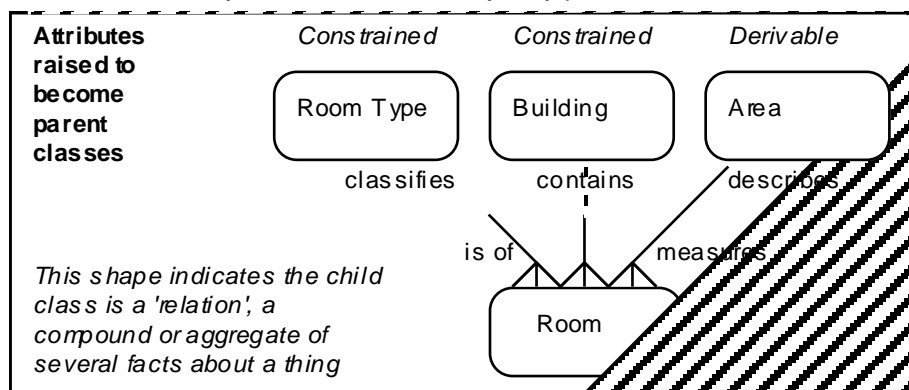 Attributes
raised to
become
parent
classes
Constrained
Constrained
Derivable
Room Type
Building
Area
classifies
contains
describes
is of
measures
This shape indicates the child
class is a 'relation', a
compound or aggregate of
several facts about a thing
Room